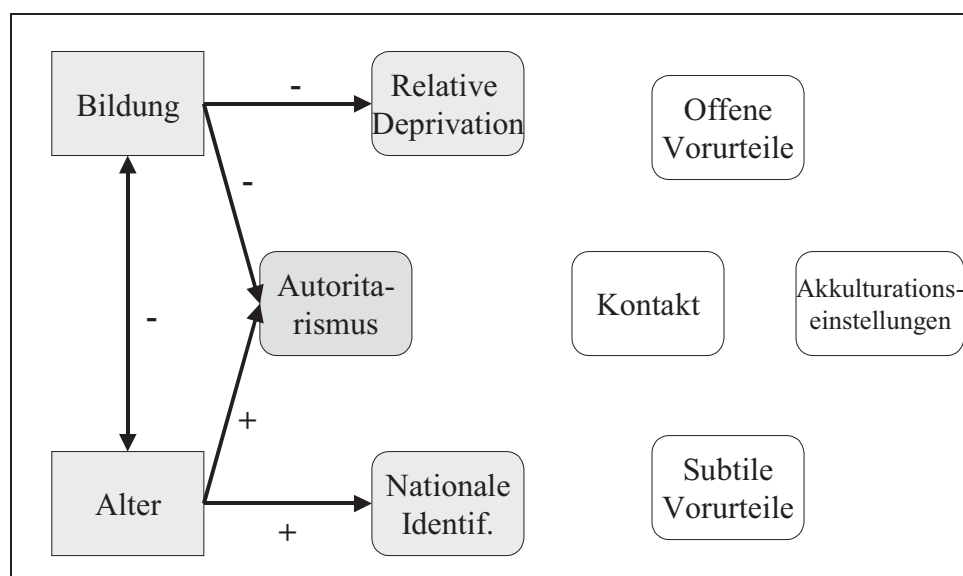 Bildung
-
Relative
Deprivation
Offene
Vorurteile
-
Autorita-
rismus
Kontakt
Akkulturations-
einstellungen
-
+
Alter
+
Nationale
Identif.
Subtile
Vorurteile